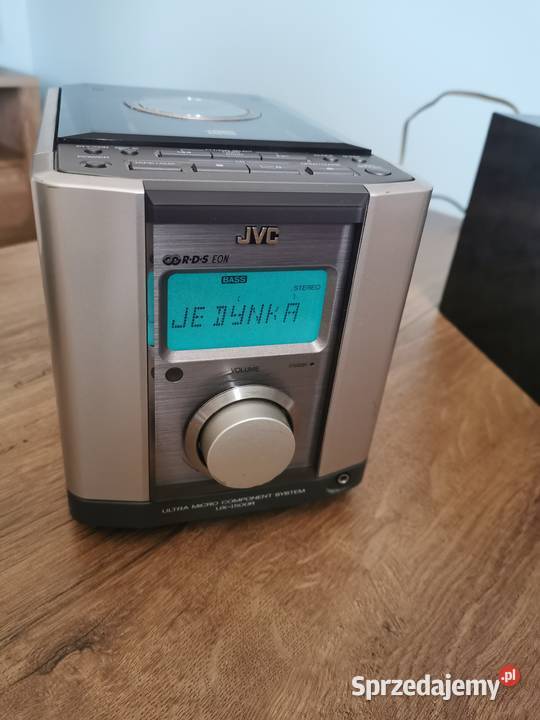 JVC
R·D·S EON
BASS
STEREO
JEDYNKA
VOLUME
ULTRA MICRO COMPONENT SYSTEM
UX-1500R
Sprzedajemy.pl